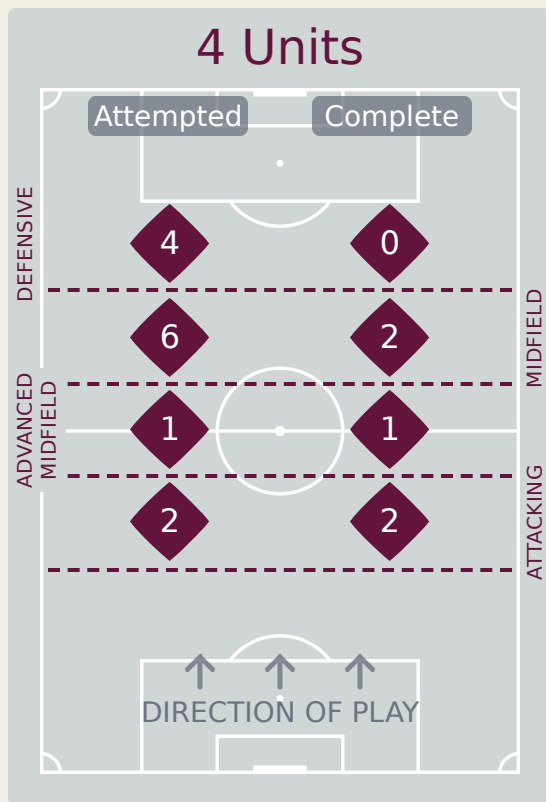 4 Units
Attempted
Complete
DEFENSIVE
4
0
MIDFIELD
6
2
ADVANCED
MIDFIELD
1
1
ATTACKING
2
2
DIRECTION OF PLAY